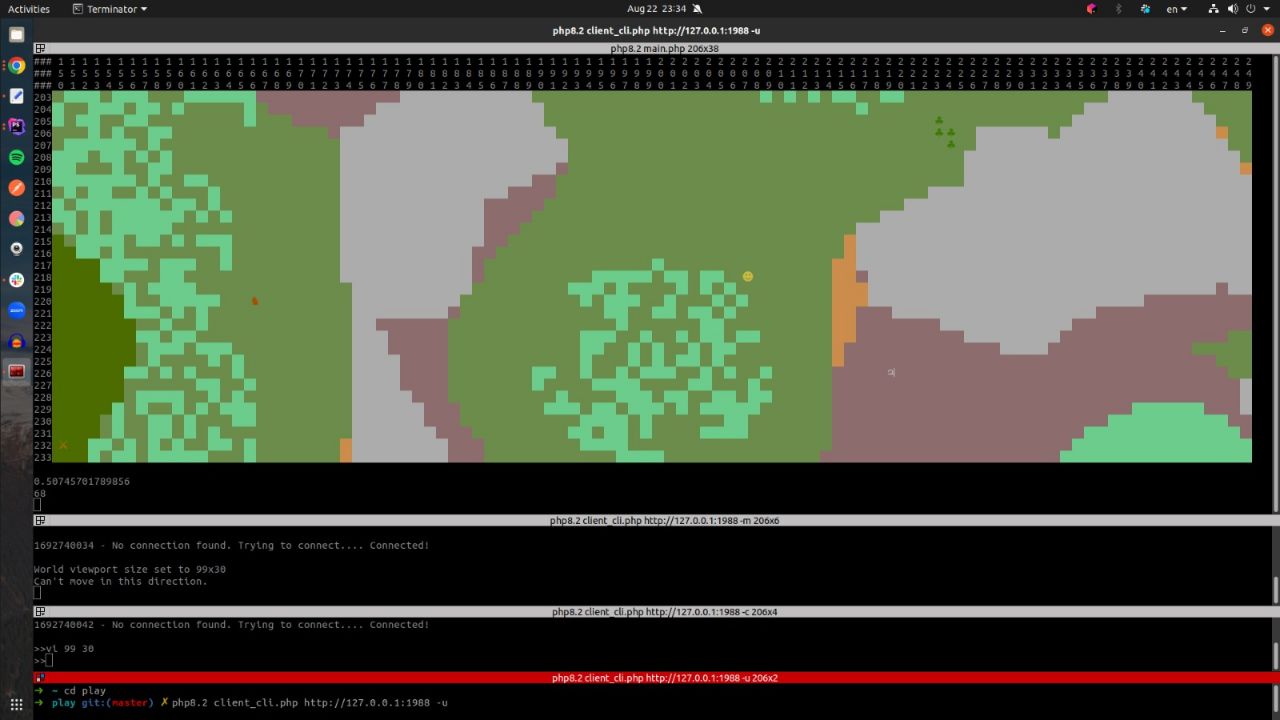 Activities
Terminator
Aug 22 23:34
en
php8.2 client_cli.php http://127.0.0.1:1988 -u
php8.2 main.php 206x38
###
###
###
203
204
205
206
207
208
209
210
211
212
213
214
215
216
217
218
219
220
221
222
223
224
225
226
227
228
229
230
231
232
233
0.50745701789856
68
php8.2 client_cli.php http://127.0.0.1:1988 -m 206x6
1692740034 - No connection found. Trying to connect.... Connected!
World viewport size set to 99x30
Can't move in this direction.
php8.2 client_cli.php http://127.0.0.1:1988 -c 206x4
1692740042 - No connection found. Trying to connect.... Connected!
>>vl 99 30
>>
php8.2 client_cli.php http://127.0.0.1:1988 -u 206x2
➜ ~ cd play
➜ play git:(master) ✗ php8.2 client_cli.php http://127.0.0.1:1988 -u